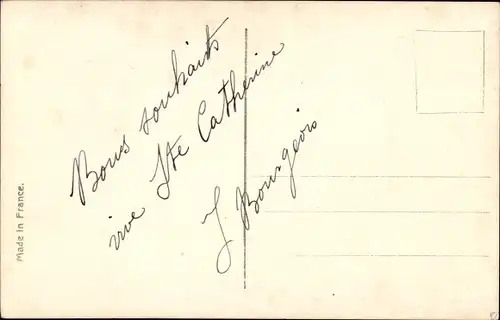 Bons souhaits
vive Ste Catherine
J Bourgeois
Made in France.